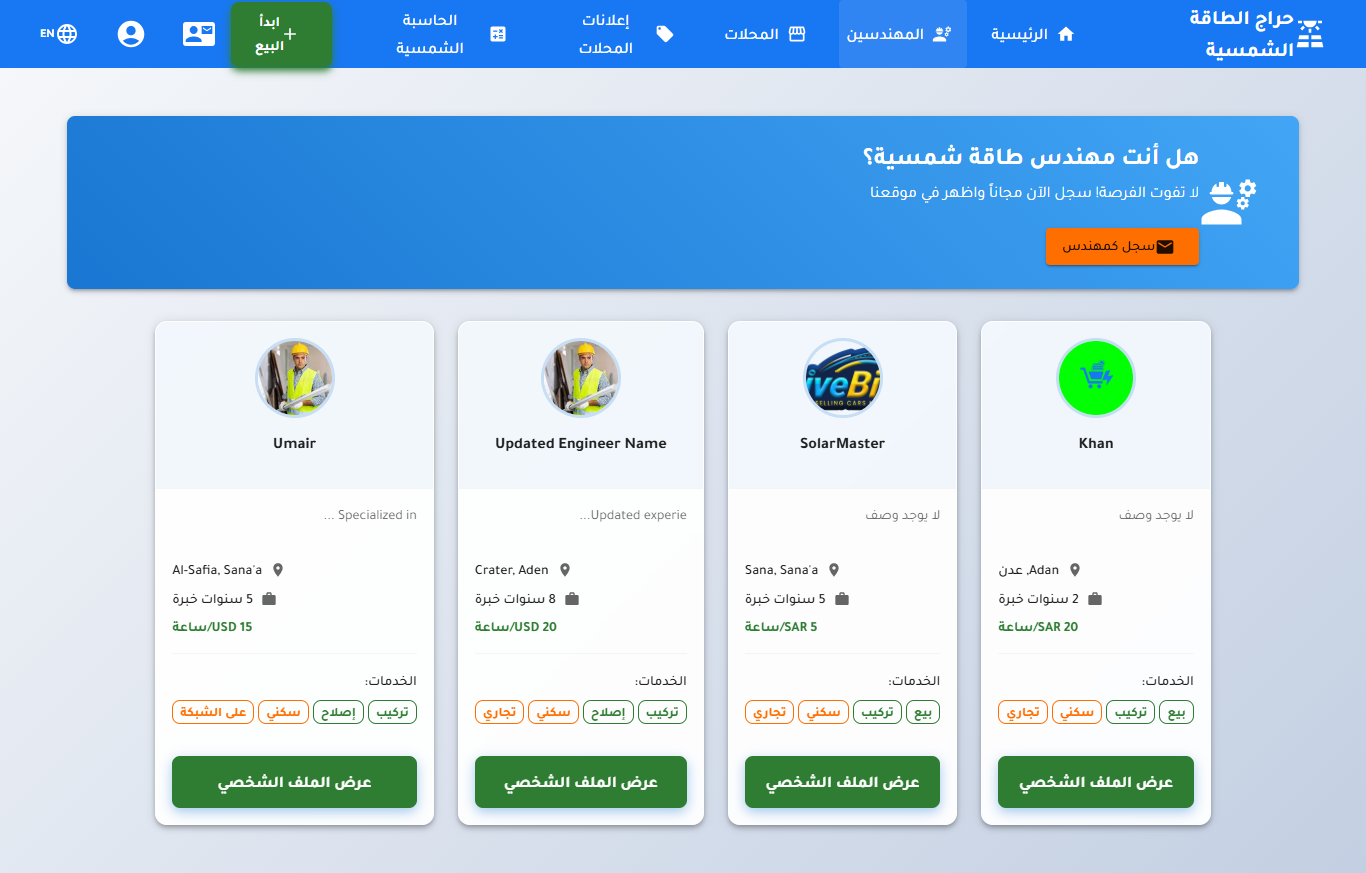 حراج الطاقة
الشمسية
الرئيسية
المهندسين
المحلات
إعلانات
المحلات
الحاسبة
الشمسية
ابدأ
البيع
EN
هل أنت مهندس طاقة شمسية؟
لا تفوت الفرصة! سجل الآن مجاناً واظهر في موقعنا
سجل كمهندس
Khan
لا يوجد وصف
Adan, عدن
2 سنوات خبرة
SAR 20/ساعة
الخدمات:
بيع تركيب سكني تجاري
عرض الملف الشخصي
iveBi
SELLING CARS
SolarMaster
لا يوجد وصف
Sana, Sana'a
5 سنوات خبرة
SAR 5/ساعة
الخدمات:
بيع تركيب سكني تجاري
عرض الملف الشخصي
Updated Engineer Name
Updated experie...
Crater, Aden
8 سنوات خبرة
USD 20/ساعة
الخدمات:
تركيب إصلاح سكني تجاري
عرض الملف الشخصي
Umair
Specialized in ...
Al-Safia, Sana'a
5 سنوات خبرة
USD 15/ساعة
الخدمات:
تركيب إصلاح سكني على الشبكة
عرض الملف الشخصي